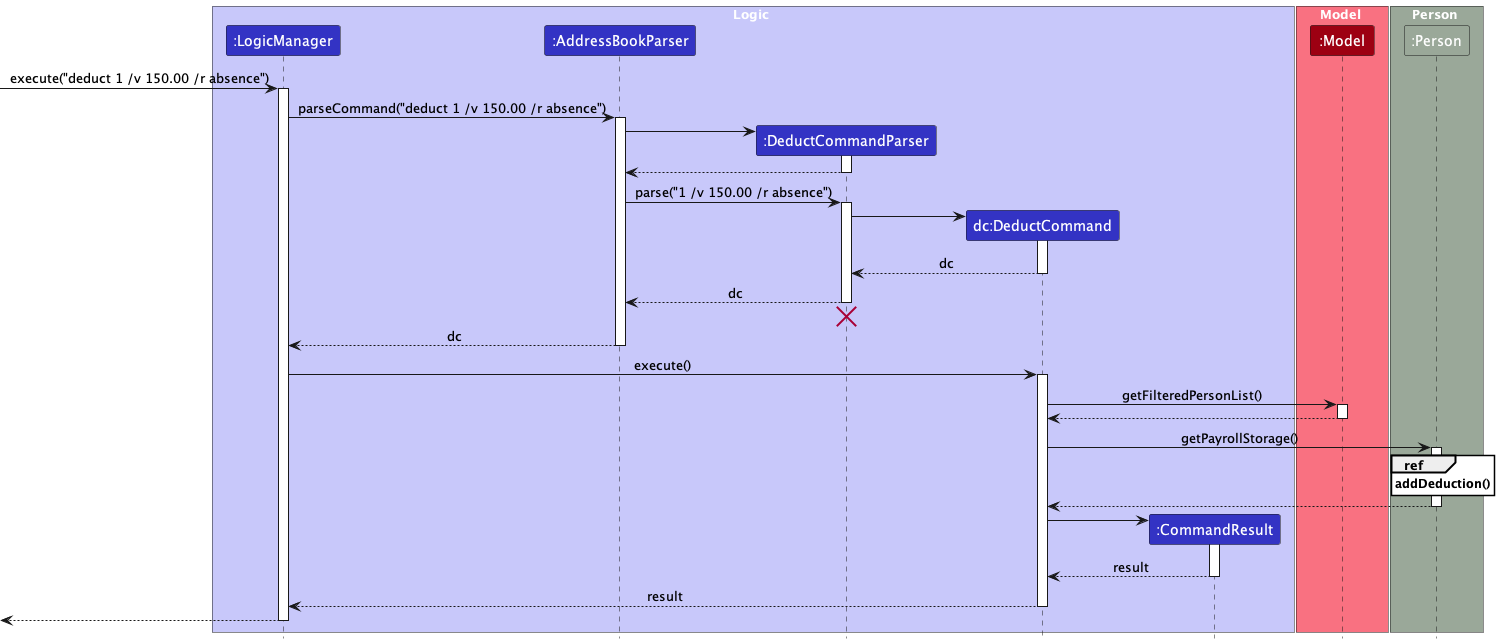 Logic
Model
Person
:LogicManager
:AddressBookParser
:Model
:Person
execute("deduct 1 /v 150.00 /r absence")
parseCommand("deduct 1 /v 150.00 /r absence")
:DeductCommandParser
parse("1 /v 150.00 /r absence")
dc:DeductCommand
dc
dc
dc
execute()
getFilteredPersonList()
getPayrollStorage()
ref
addDeduction()
:CommandResult
result
result